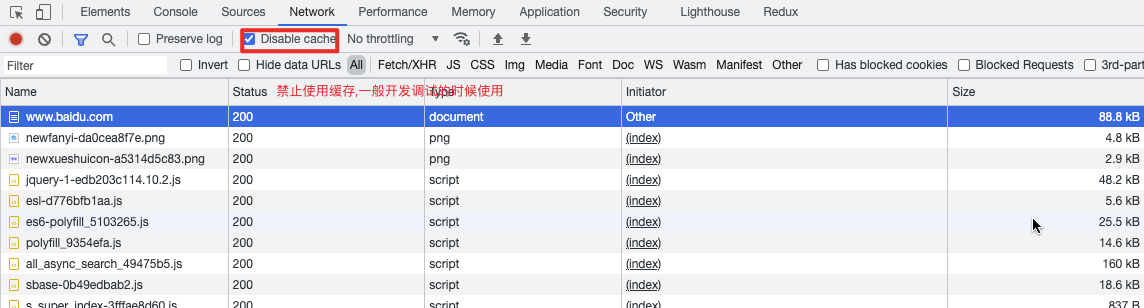 Elements Console Sources Network Performance Memory Application Security Lighthouse Redux
Preserve log Disable cache No throttling
Filter Invert Hide data URLs All Fetch/XHR JS CSS Img Media Font Doc WS Wasm Manifest Other Has blocked cookies Blocked Requests 3rd-part
Name Status 禁止使用缓存,一般开发调试的时候使用 Type Initiator Size
www.baidu.com 200 document Other 88.8 kB
newfanyi-da0cea8f7e.png 200 png (index) 4.8 kB
newxueshuicon-a5314d5c83.png 200 png (index) 2.9 kB
jquery-1-edb203c114.10.2.js 200 script (index) 48.2 kB
esl-d776bfb1aa.js 200 script (index) 5.6 kB
es6-polyfill_5103265.js 200 script (index) 25.5 kB
polyfill_9354efa.js 200 script (index) 14.6 kB
all_async_search_49475b5.js 200 script (index) 160 kB
sbase-0b49edbab2.js 200 script (index) 18.6 kB
s_super_index-3fffae8d60.js 200 script (index) 837 B